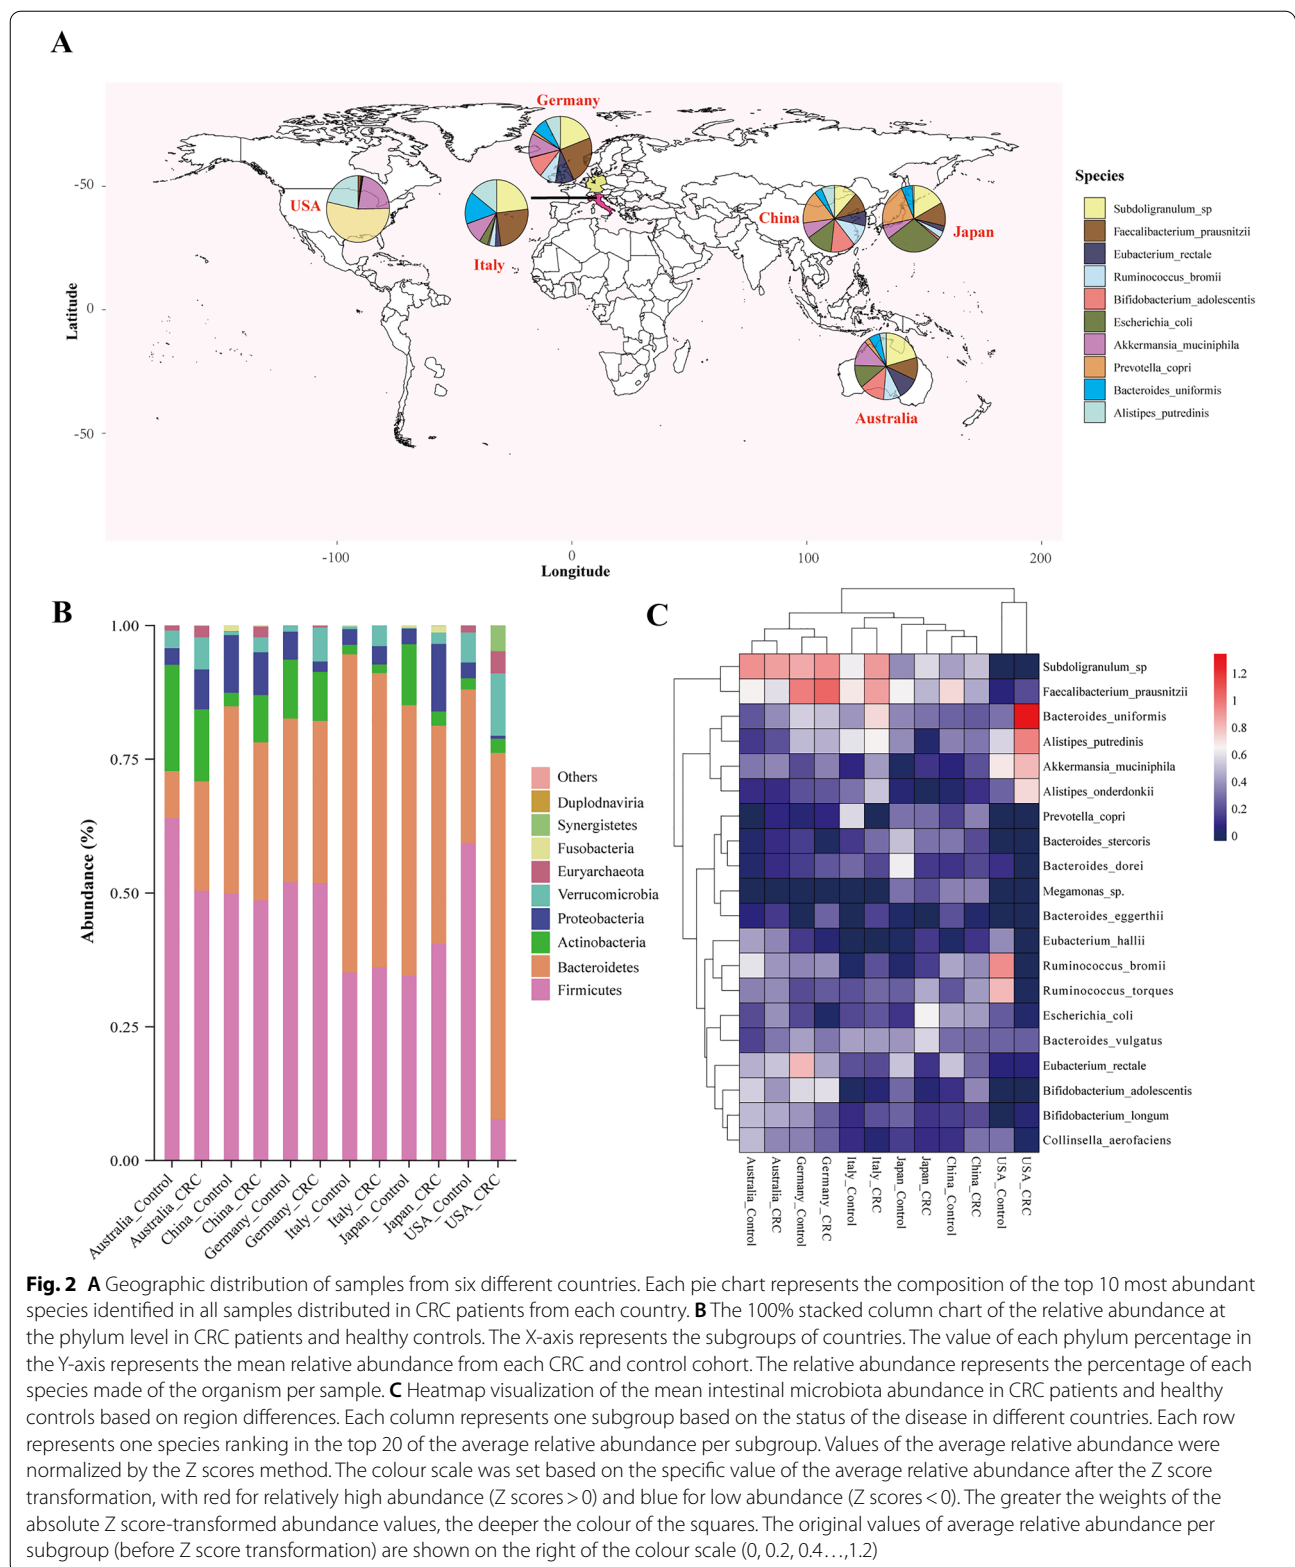 A
Germany
USA
Italy
China
Japan
Australia
Latitude
-50
0
-50
-100
0
100
200
Longitude
Species
Subdoligranulum_sp
Faecalibacterium_prausnitzii
Eubacterium_rectale
Ruminococcus_bromii
Bifidobacterium_adolescentis
Escherichia_coli
Akkermansia_muciniphila
Prevotella_copri
Bacteroides_uniformis
Alistipes_putredinis
B
Abundance (%)
1.00
0.75
0.50
0.25
0.00
Australia_Control
Australia_CRC
China_Control
China_CRC
Germany_Control
Germany_CRC
Italy_Control
Italy_CRC
Japan_Control
Japan_CRC
USA_Control
USA_CRC
Others
Duplodnaviria
Synergistetes
Fusobacteria
Euryarchaeota
Verrucomicrobia
Proteobacteria
Actinobacteria
Bacteroidetes
Firmicutes
C
Subdoligranulum_sp
Faecalibacterium_prausnitzii
Bacteroides_uniformis
Alistipes_putredinis
Akkermansia_muciniphila
Alistipes_onderdonkii
Prevotella_copri
Bacteroides_stercoris
Bacteroides_dorei
Megamonas_sp.
Bacteroides_eggerthii
Eubacterium_hallii
Ruminococcus_bromii
Ruminococcus_torques
Escherichia_coli
Bacteroides_vulgatus
Eubacterium_rectale
Bifidobacterium_adolescentis
Bifidobacterium_longum
Collinsella_aerofaciens
Australia_Control
Australia_CRC
Germany_Control
Germany_CRC
Italy_Control
Italy_CRC
Japan_Control
Japan_CRC
China_Control
China_CRC
USA_Control
USA_CRC
1.2
1
0.8
0.6
0.4
0.2
0
Fig. 2 A Geographic distribution of samples from six different countries. Each pie chart represents the composition of the top 10 most abundant
species identified in all samples distributed in CRC patients from each country. B The 100% stacked column chart of the relative abundance at
the phylum level in CRC patients and healthy controls. The X-axis represents the subgroups of countries. The value of each phylum percentage in
the Y-axis represents the mean relative abundance from each CRC and control cohort. The relative abundance represents the percentage of each
species made of the organism per sample. C Heatmap visualization of the mean intestinal microbiota abundance in CRC patients and healthy
controls based on region differences. Each column represents one subgroup based on the status of the disease in different countries. Each row
represents one species ranking in the top 20 of the average relative abundance per subgroup. Values of the average relative abundance were
normalized by the Z scores method. The colour scale was set based on the specific value of the average relative abundance after the Z score
transformation, with red for relatively high abundance (Z scores > 0) and blue for low abundance (Z scores < 0). The greater the weights of the
absolute Z score-transformed abundance values, the deeper the colour of the squares. The original values of average relative abundance per
subgroup (before Z score transformation) are shown on the right of the colour scale (0, 0.2, 0.4…,1.2)